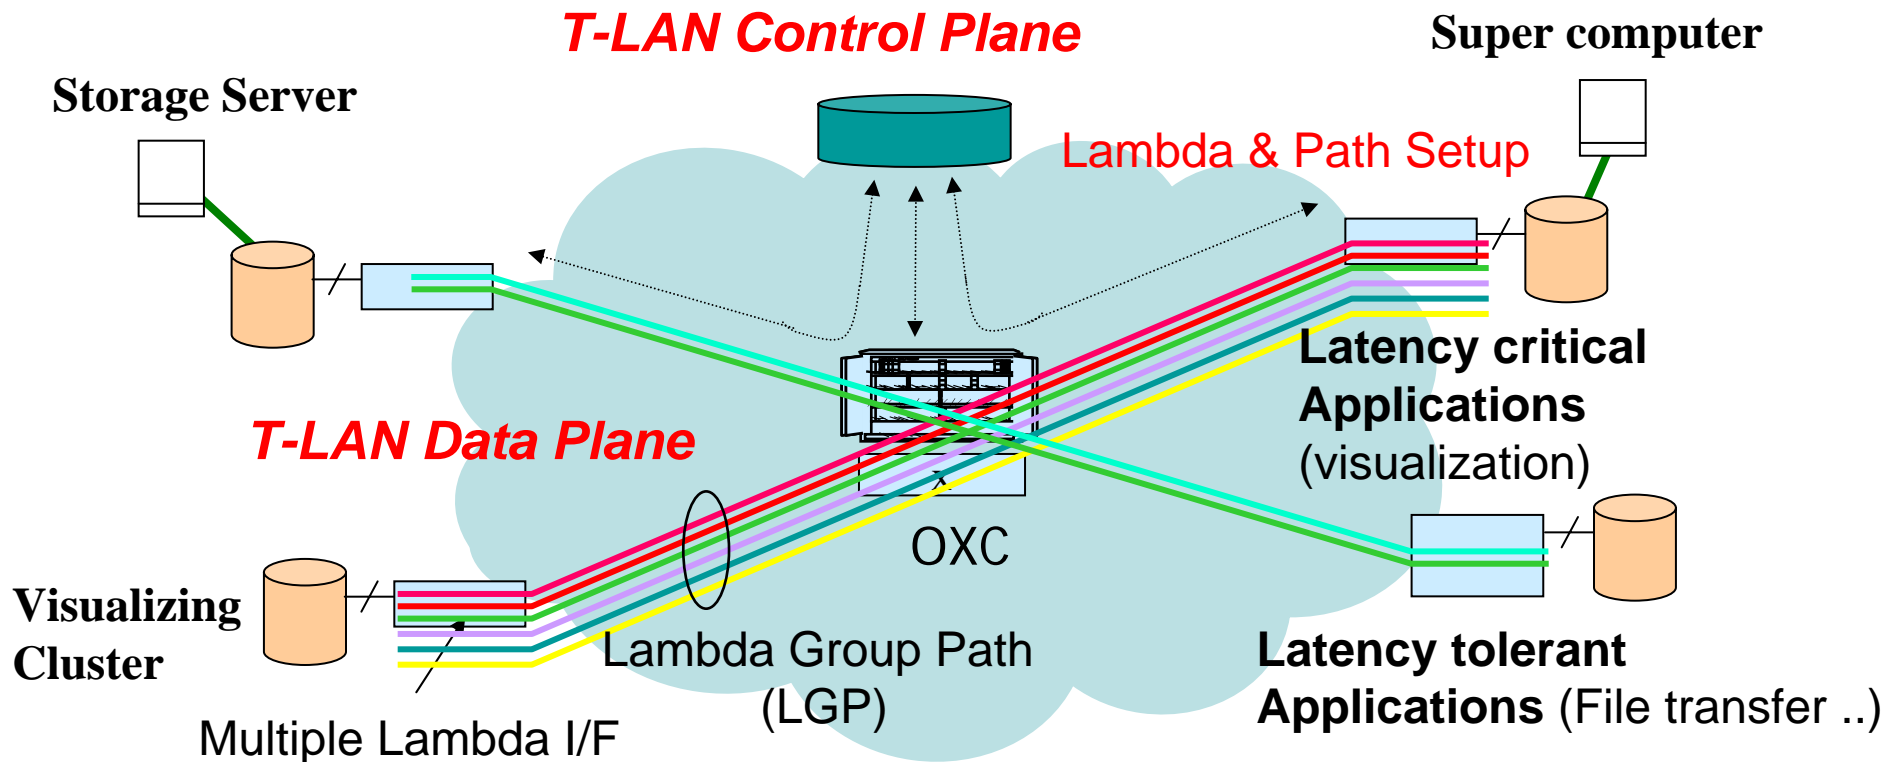 T-LAN Control Plane
Super computer
Storage Server
Lambda & Path Setup
Latency critical
Applications
(visualization)
T-LAN Data Plane
OXC
Visualizing
Cluster
Lambda Group Path
(LGP)
Latency tolerant
Applications (File transfer ..)
Multiple Lambda I/F